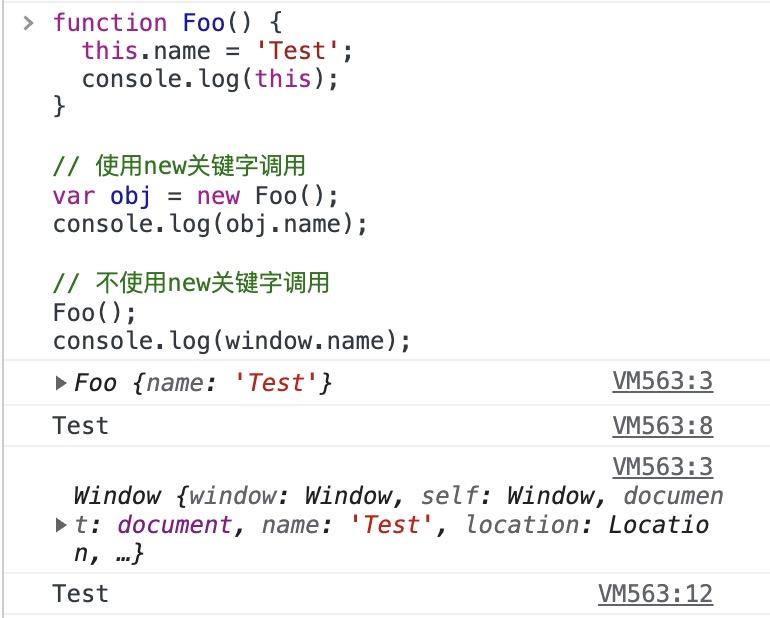 function Foo() {
  this.name = 'Test';
  console.log(this);
}
// 使用new关键字调用
var obj = new Foo();
console.log(obj.name);
// 不使用new关键字调用
Foo();
console.log(window.name);
Foo {name: 'Test'} VM563:3
Test VM563:8
VM563:3
Window {window: Window, self: Window, documen
t: document, name: 'Test', location: Locatio
n, …}
Test VM563:12